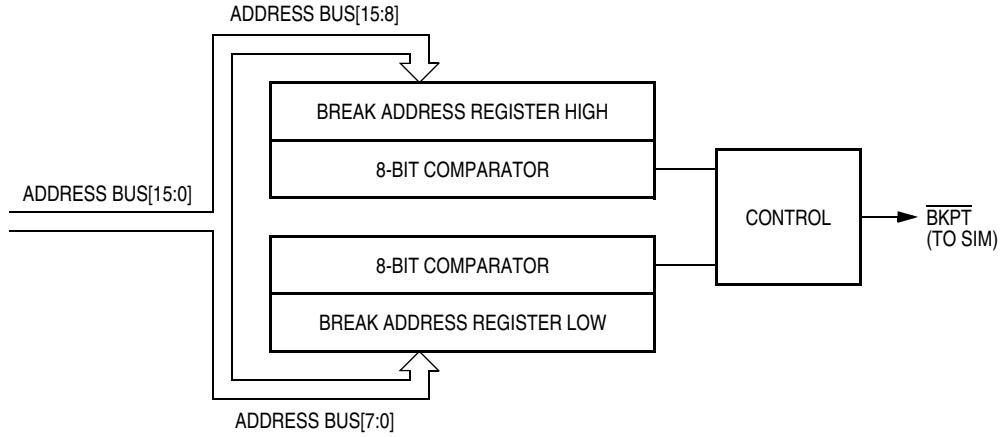 ADDRESS BUS[15:8]
BREAK ADDRESS REGISTER HIGH
8-BIT COMPARATOR
ADDRESS BUS[15:0]
CONTROL
BKPT
(TO SIM)
8-BIT COMPARATOR
BREAK ADDRESS REGISTER LOW
ADDRESS BUS[7:0]